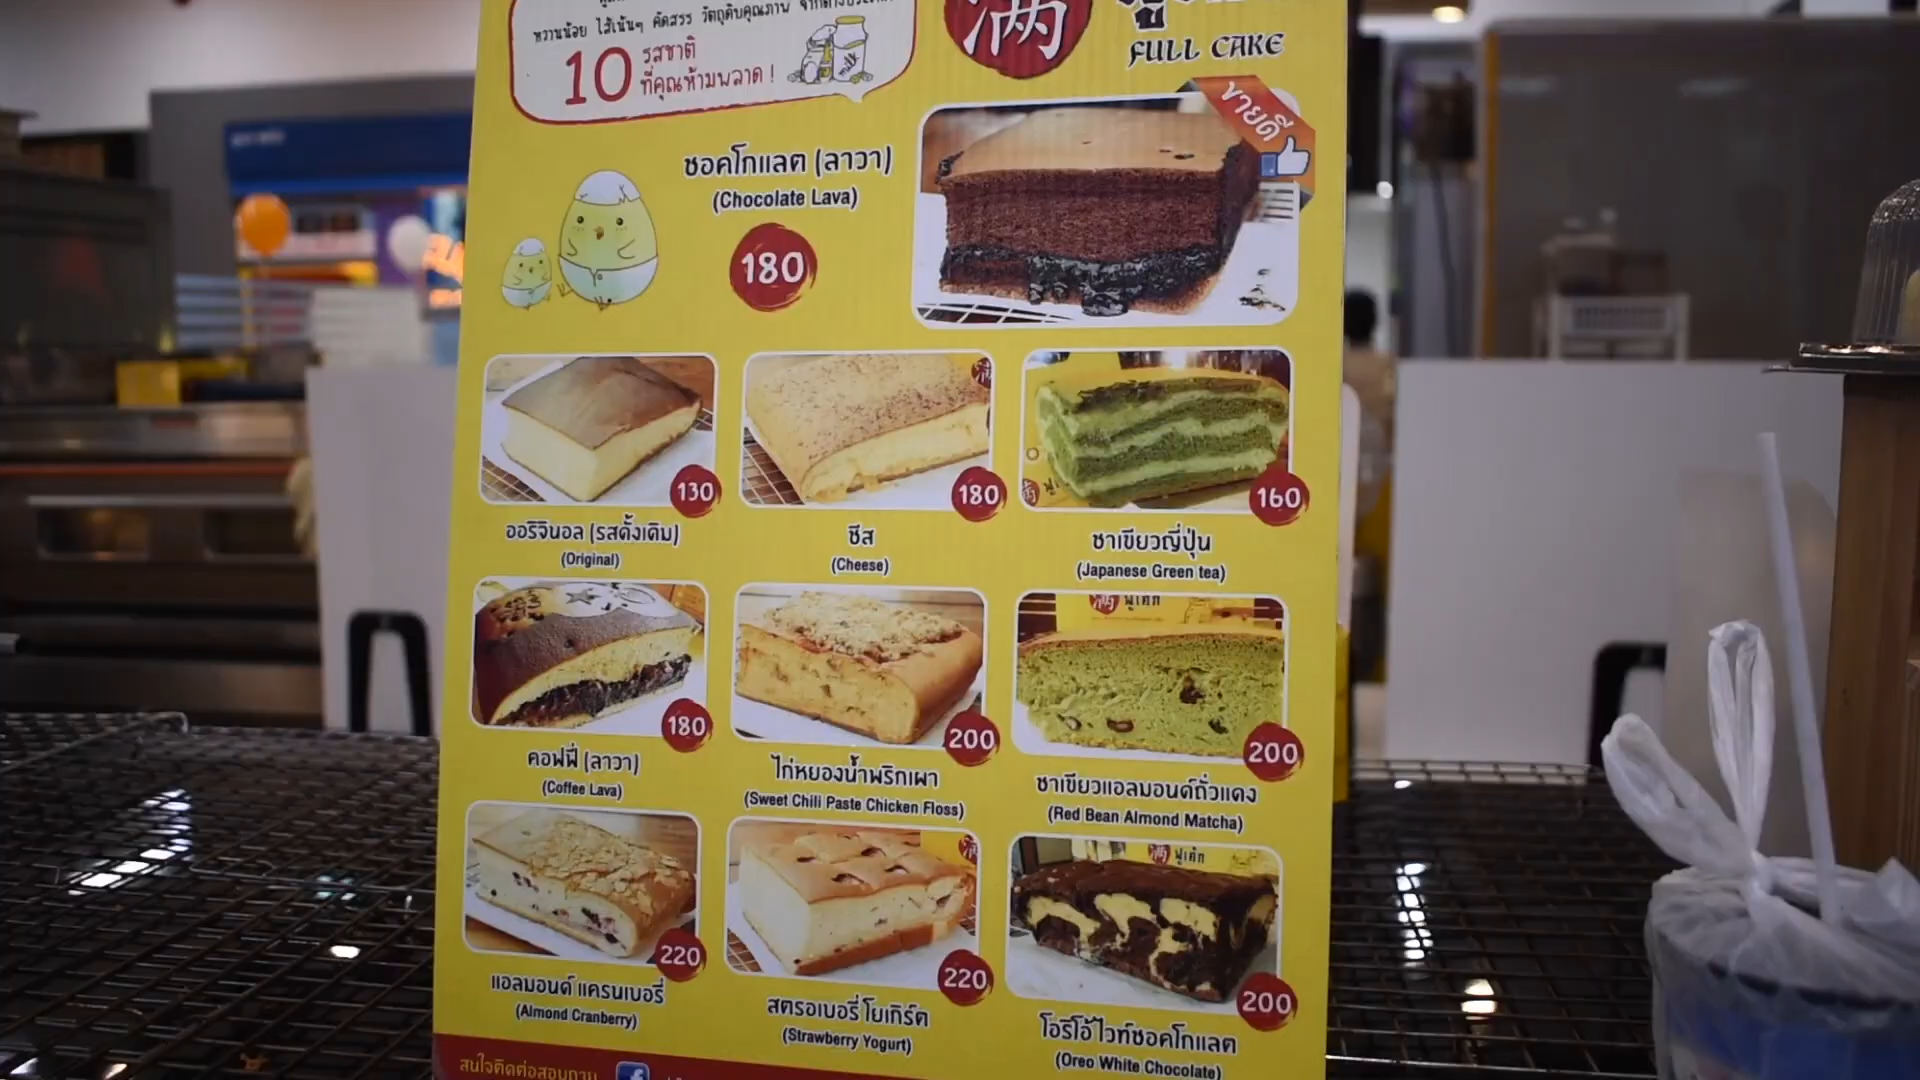 หวานน้อย ไส้เน้นๆ คัดสรร วัตถุดิบคุณภาพ
10 รสชาติ
ที่คุณห้ามพลาด !
milk
满
FULL CAKE
ขายดี
ชอคโกแลต (ลาวา)
(Chocolate Lava)
180
130
180
160
ออริจินอล (รสดั้งเดิม)
(Original)
ชีส
(Cheese)
ชาเขียวญี่ปุ่น
(Japanese Green tea)
180
200
200
คอฟฟี่ (ลาวา)
(Coffee Lava)
ไก่หยองน้ำพริกเผา
(Sweet Chili Paste Chicken Floss)
ชาเขียวแอลมอนด์ถั่วแดง
(Red Bean Almond Matcha)
220
220
200
แอลมอนด์ แครนเบอรี่
(Almond Cranberry)
สตรอเบอรี่ โยเกิร์ต
(Strawberry Yogurt)
โอริโอ้ ไวท์ชอคโกแลต
(Oreo White Chocolate)
สนใจติดต่อสอบถาม